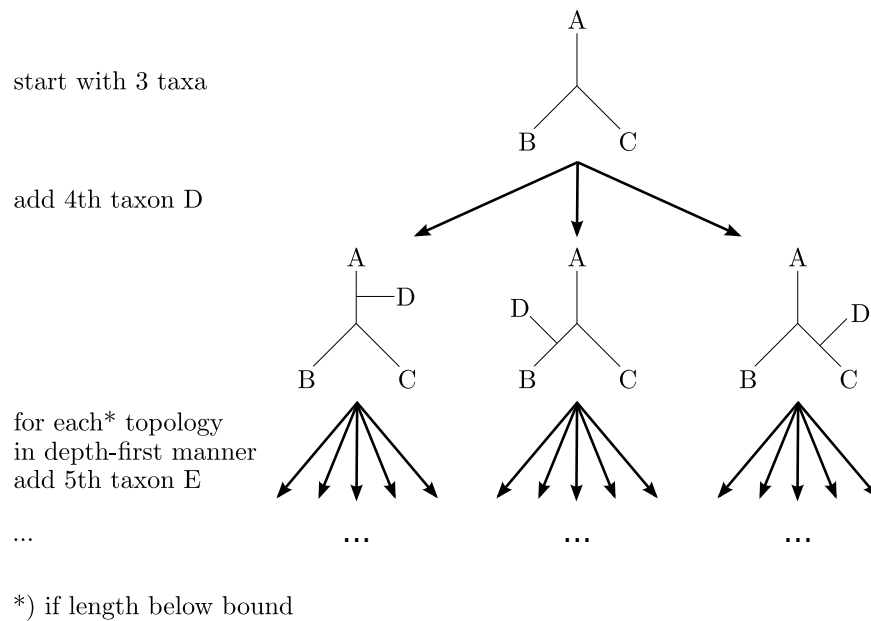 A
start with 3 taxa
B C
add 4th taxon D
A A A
D D D
B C B C B C
for each* topology
in depth-first manner
add 5th taxon E
... ... ... ...
*) if length below bound